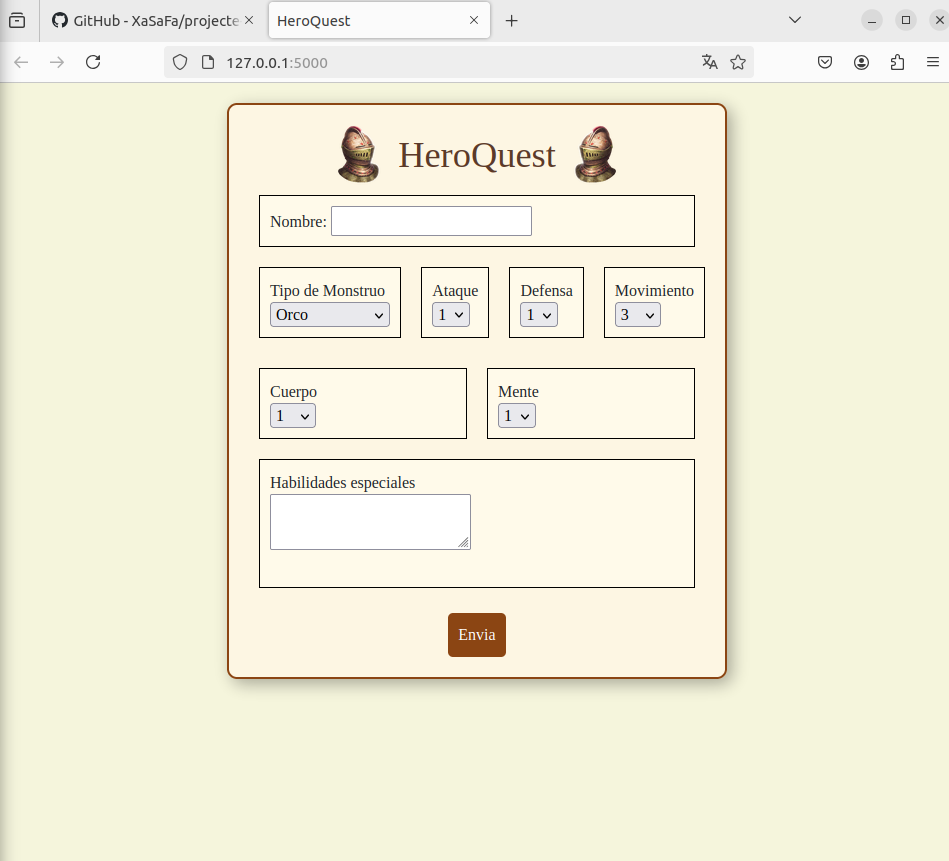 GitHub - XaSaFa/projecte
HeroQuest
127.0.0.1:5000
HeroQuest
Nombre:
Tipo de Monstruo Ataque Defensa Movimiento
Orco 1 1 3
Cuerpo Mente
1 1
Habilidades especiales
Envia